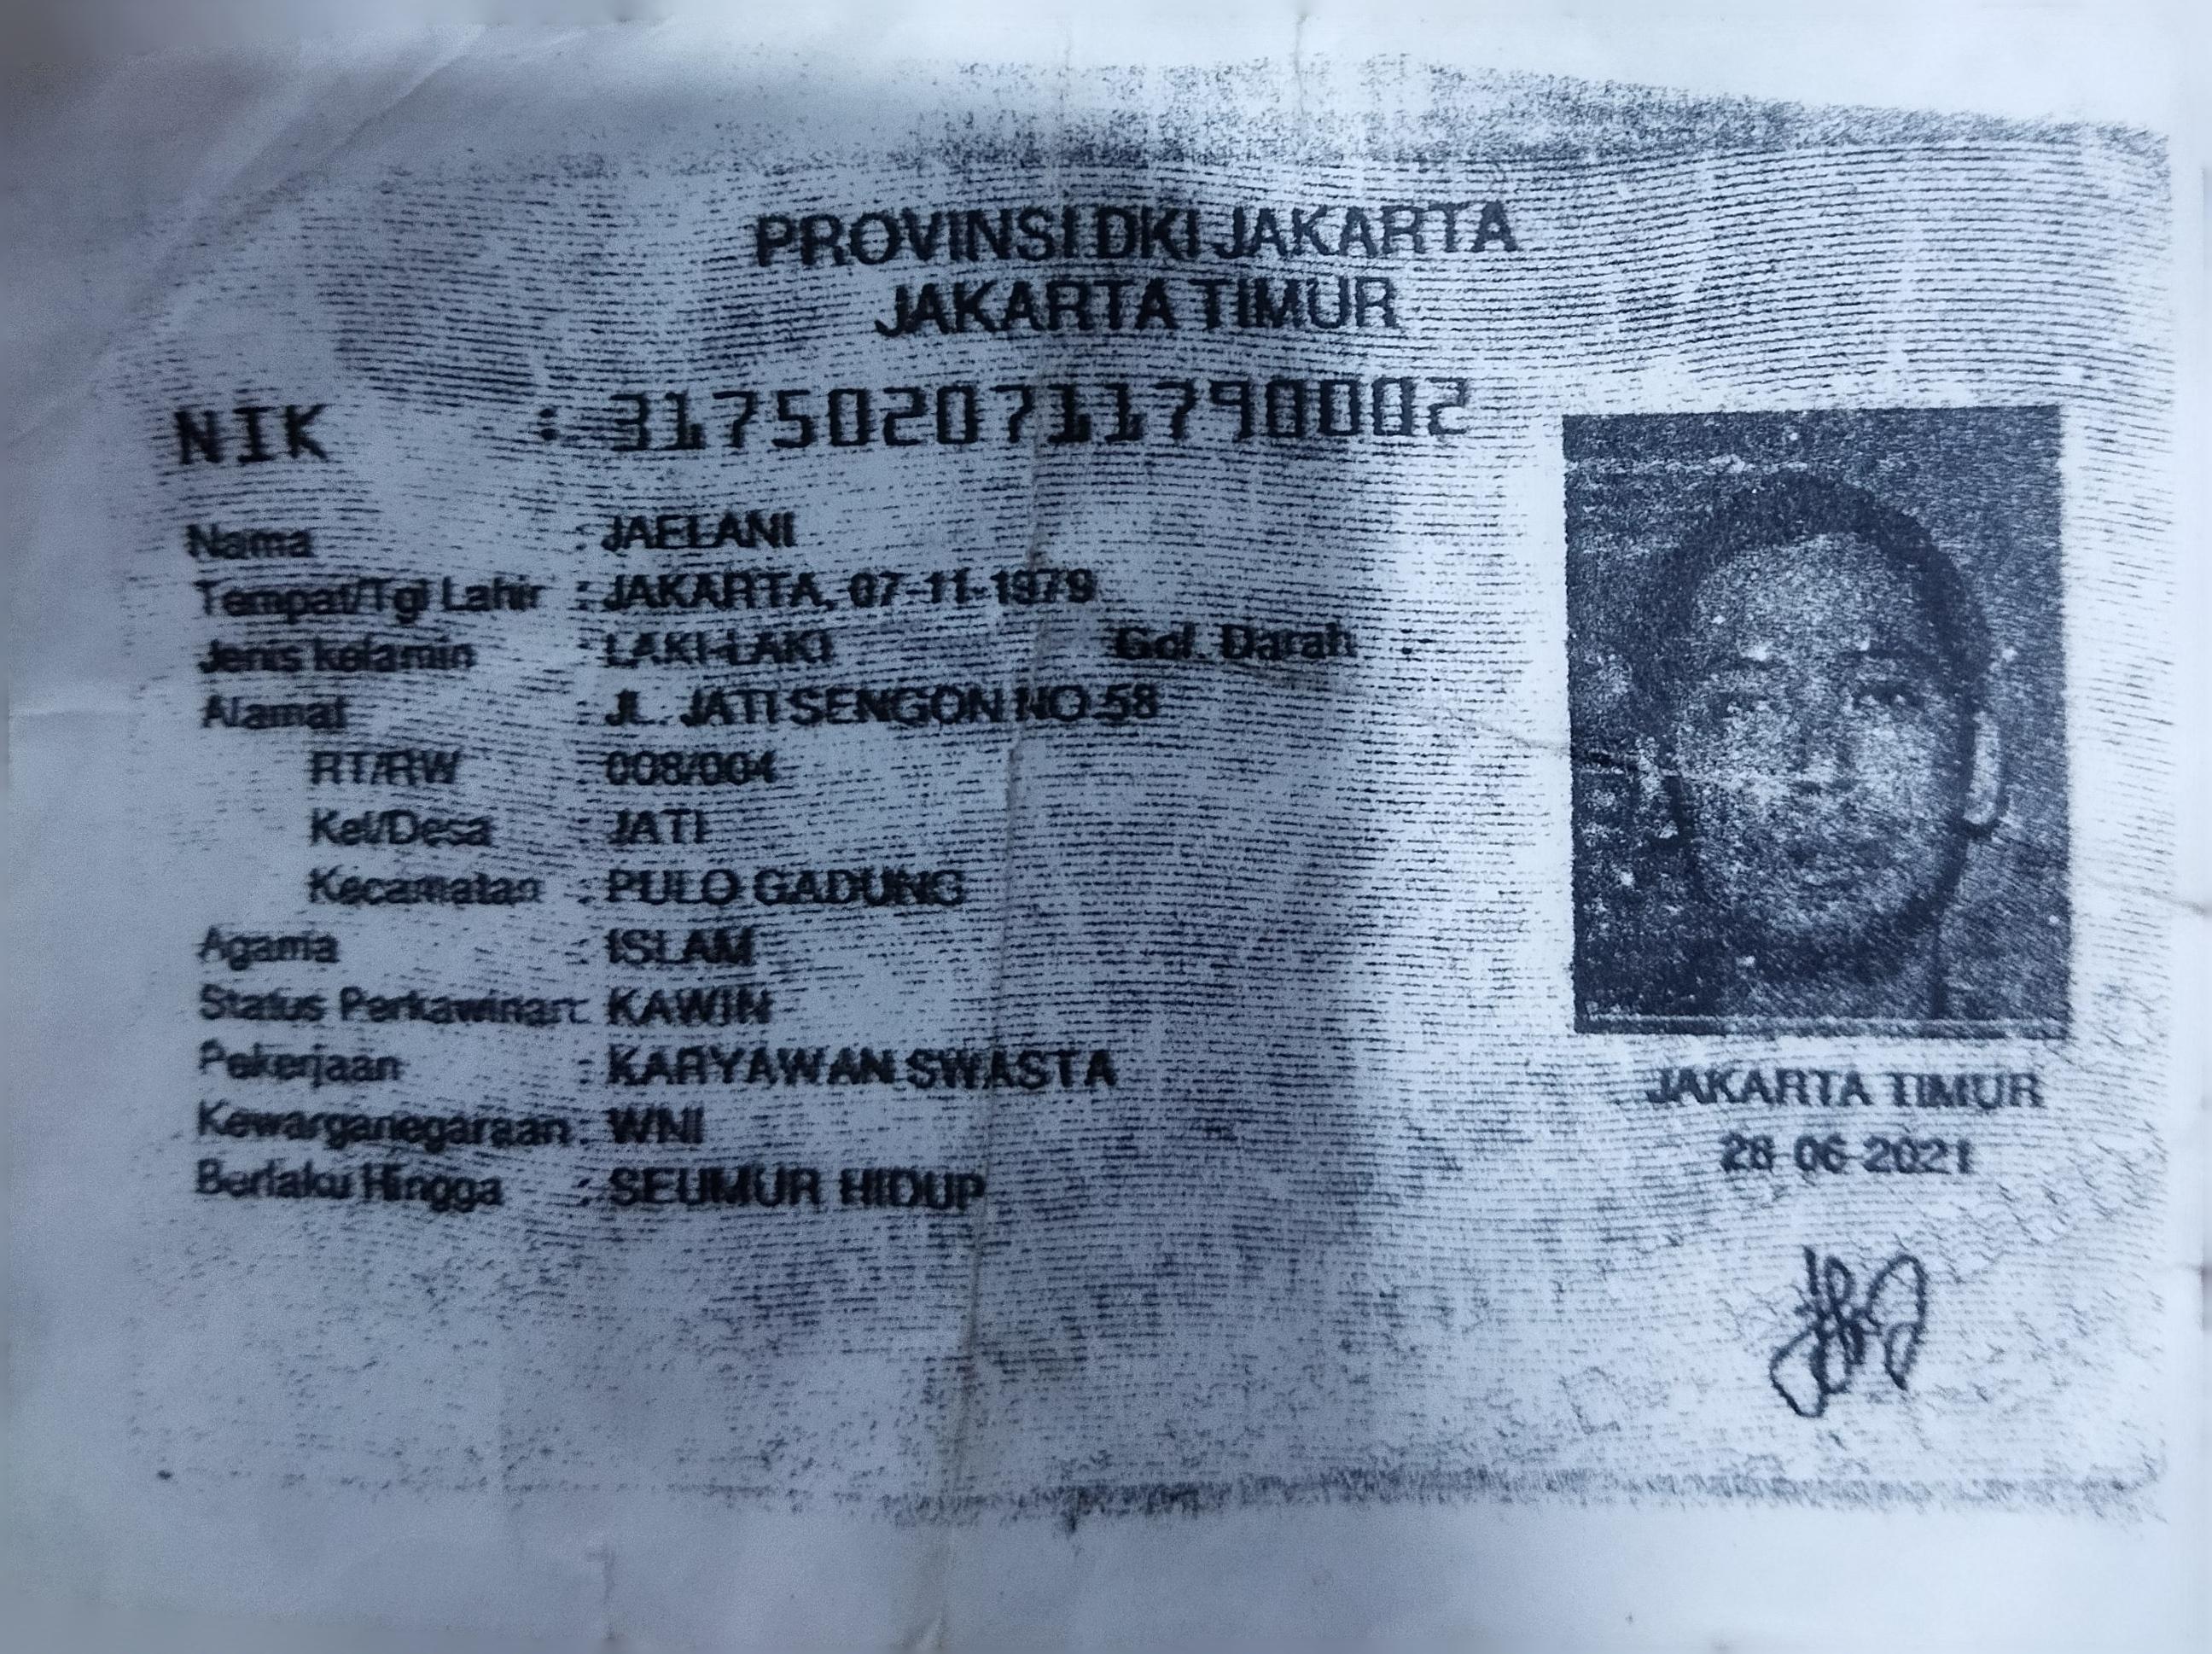 PROVINSI DKI JAKARTA
JAKARTA TIMUR
NIK : 3175020711790002
Nama : JAELANI
Tempat/Tgl Lahir : JAKARTA, 07-11-1979
Jenis kelamin : LAKI-LAKI Gol. Darah :
Alamat : JL. JATI SENGON NO 58
RT/RW : 008/004
Kel/Desa : JATI
Kecamatan : PULO GADUNG
Agama : ISLAM
Status Perkawinan: KAWIN
Pekerjaan : KARYAWAN SWASTA
Kewarganegaraan: WNI
Berlaku Hingga : SEUMUR HIDUP
JAKARTA TIMUR
28-06-2021